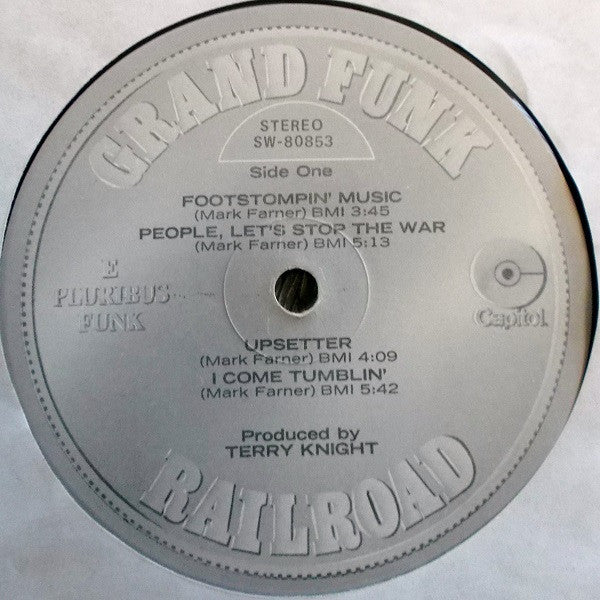 GRAND FUNK
STEREO
SW-80853
Side One
FOOTSTOMPIN' MUSIC
(Mark Farner) BMI 3:45
PEOPLE, LET'S STOP THE WAR
(Mark Farner) BMI 5:13
E
PLURIBUS
FUNK
Capitol
UPSETTER
(Mark Farner) BMI 4:09
I COME TUMBLIN'
(Mark Farner) BMI 5:42
Produced by
TERRY KNIGHT
RAILROAD